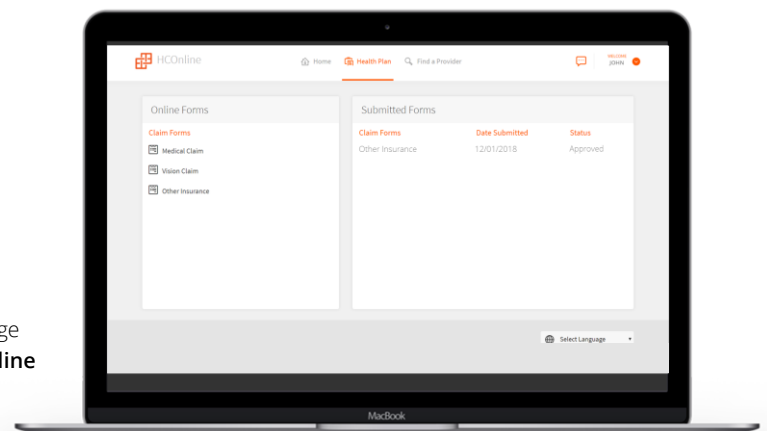 HCOnline
Home
Health Plan
Find a Provider
WELCOME
JOHN
Online Forms
Claim Forms
Medical Claim
Vision Claim
Other Insurance
Submitted Forms
Claim Forms Date Submitted Status
Other Insurance 12/01/2018 Approved
ge
line
Select Language
MacBook